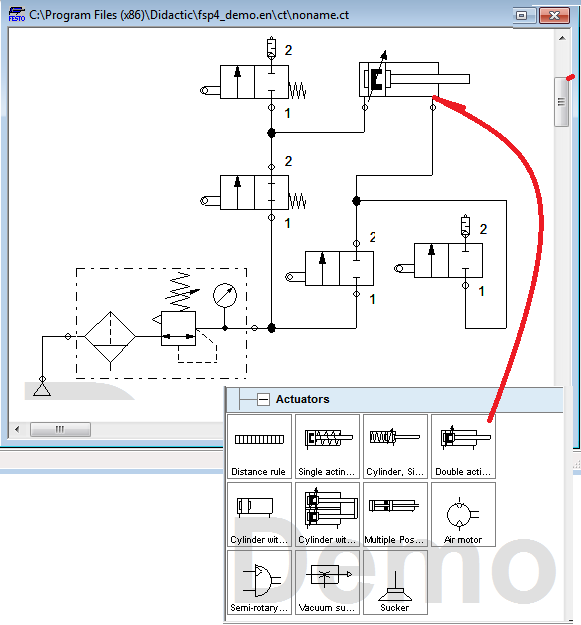 FESTO C:\Program Files (x86)\Didactic\fsp4_demo.en\ct\noname.ct
2
1
2
1
2
2
1
1
Actuators
Distance rule Single actin... Cylinder, Si... Double acti...
Cylinder wit... Cylinder wit... Multiple Pos... Air motor
Demo
Semi-rotary... Vacuum su... Sucker